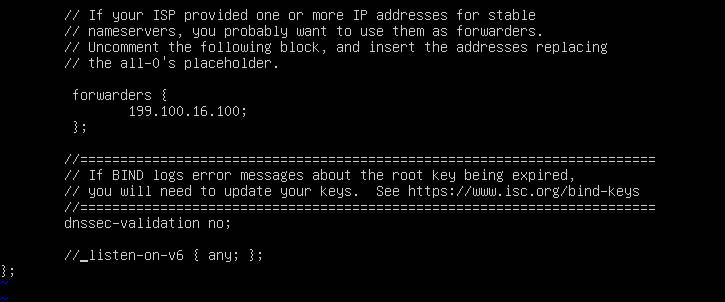 // If your ISP provided one or more IP addresses for stable
// nameservers, you probably want to use them as forwarders.
// Uncomment the following block, and insert the addresses replacing
// the all-0's placeholder.

forwarders {
199.100.16.100;
};

//========================================================================
// If BIND logs error messages about the root key being expired,
// you will need to update your keys.  See https://www.isc.org/bind-keys
//========================================================================
dnssec-validation no;

//_listen-on-v6 { any; };
};
~
~